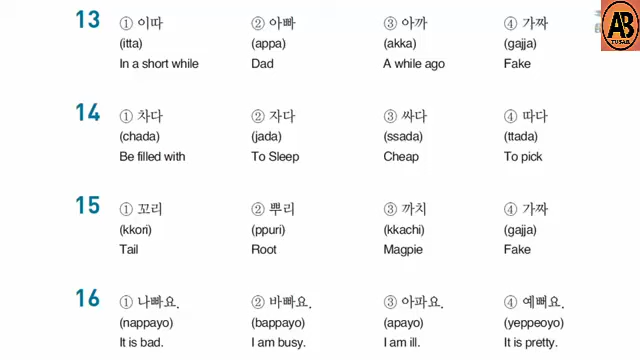 13 ① 이따 ② 아빠 ③ 아까 ④ 가짜
(itta) (appa) (akka) (gajja)
In a short while Dad A while ago Fake
14 ① 차다 ② 자다 ③ 싸다 ④ 따다
(chada) (jada) (ssada) (ttada)
Be filled with To Sleep Cheap To pick
15 ① 꼬리 ② 뿌리 ③ 까치 ④ 가짜
(kkori) (ppuri) (kkachi) (gajja)
Tail Root Magpie Fake
16 ① 나빠요. ② 바빠요. ③ 아파요. ④ 예뻐요.
(nappayo) (bappayo) (apayo) (yeppeoyo)
It is bad. I am busy. I am ill. It is pretty.
AB